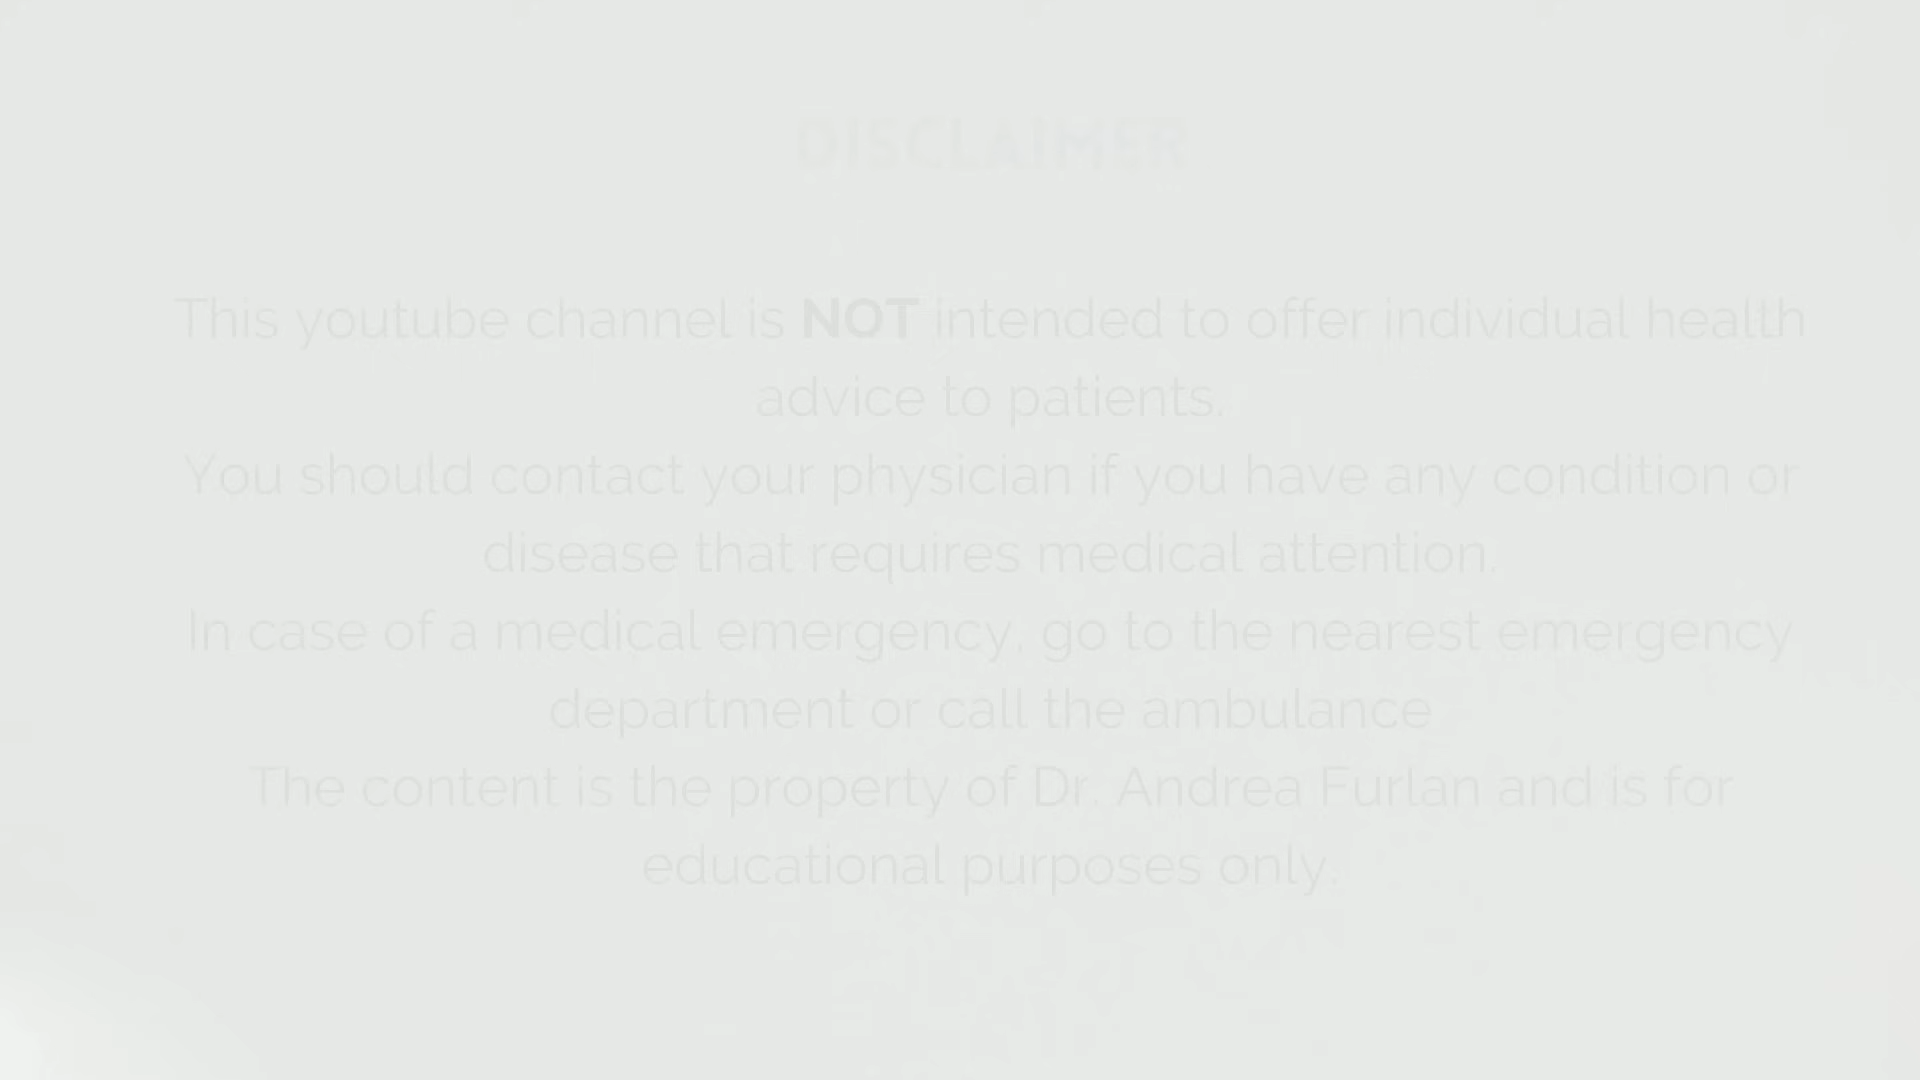 DISCLAIMER
This youtube channel is NOT intended to offer individual health
advice to patients.
You should contact your physician if you have any condition or
disease that requires medical attention.
In case of a medical emergency, go to the nearest emergency
department or call the ambulance
The content is the property of Dr. Andrea Furlan and is for
educational purposes only.